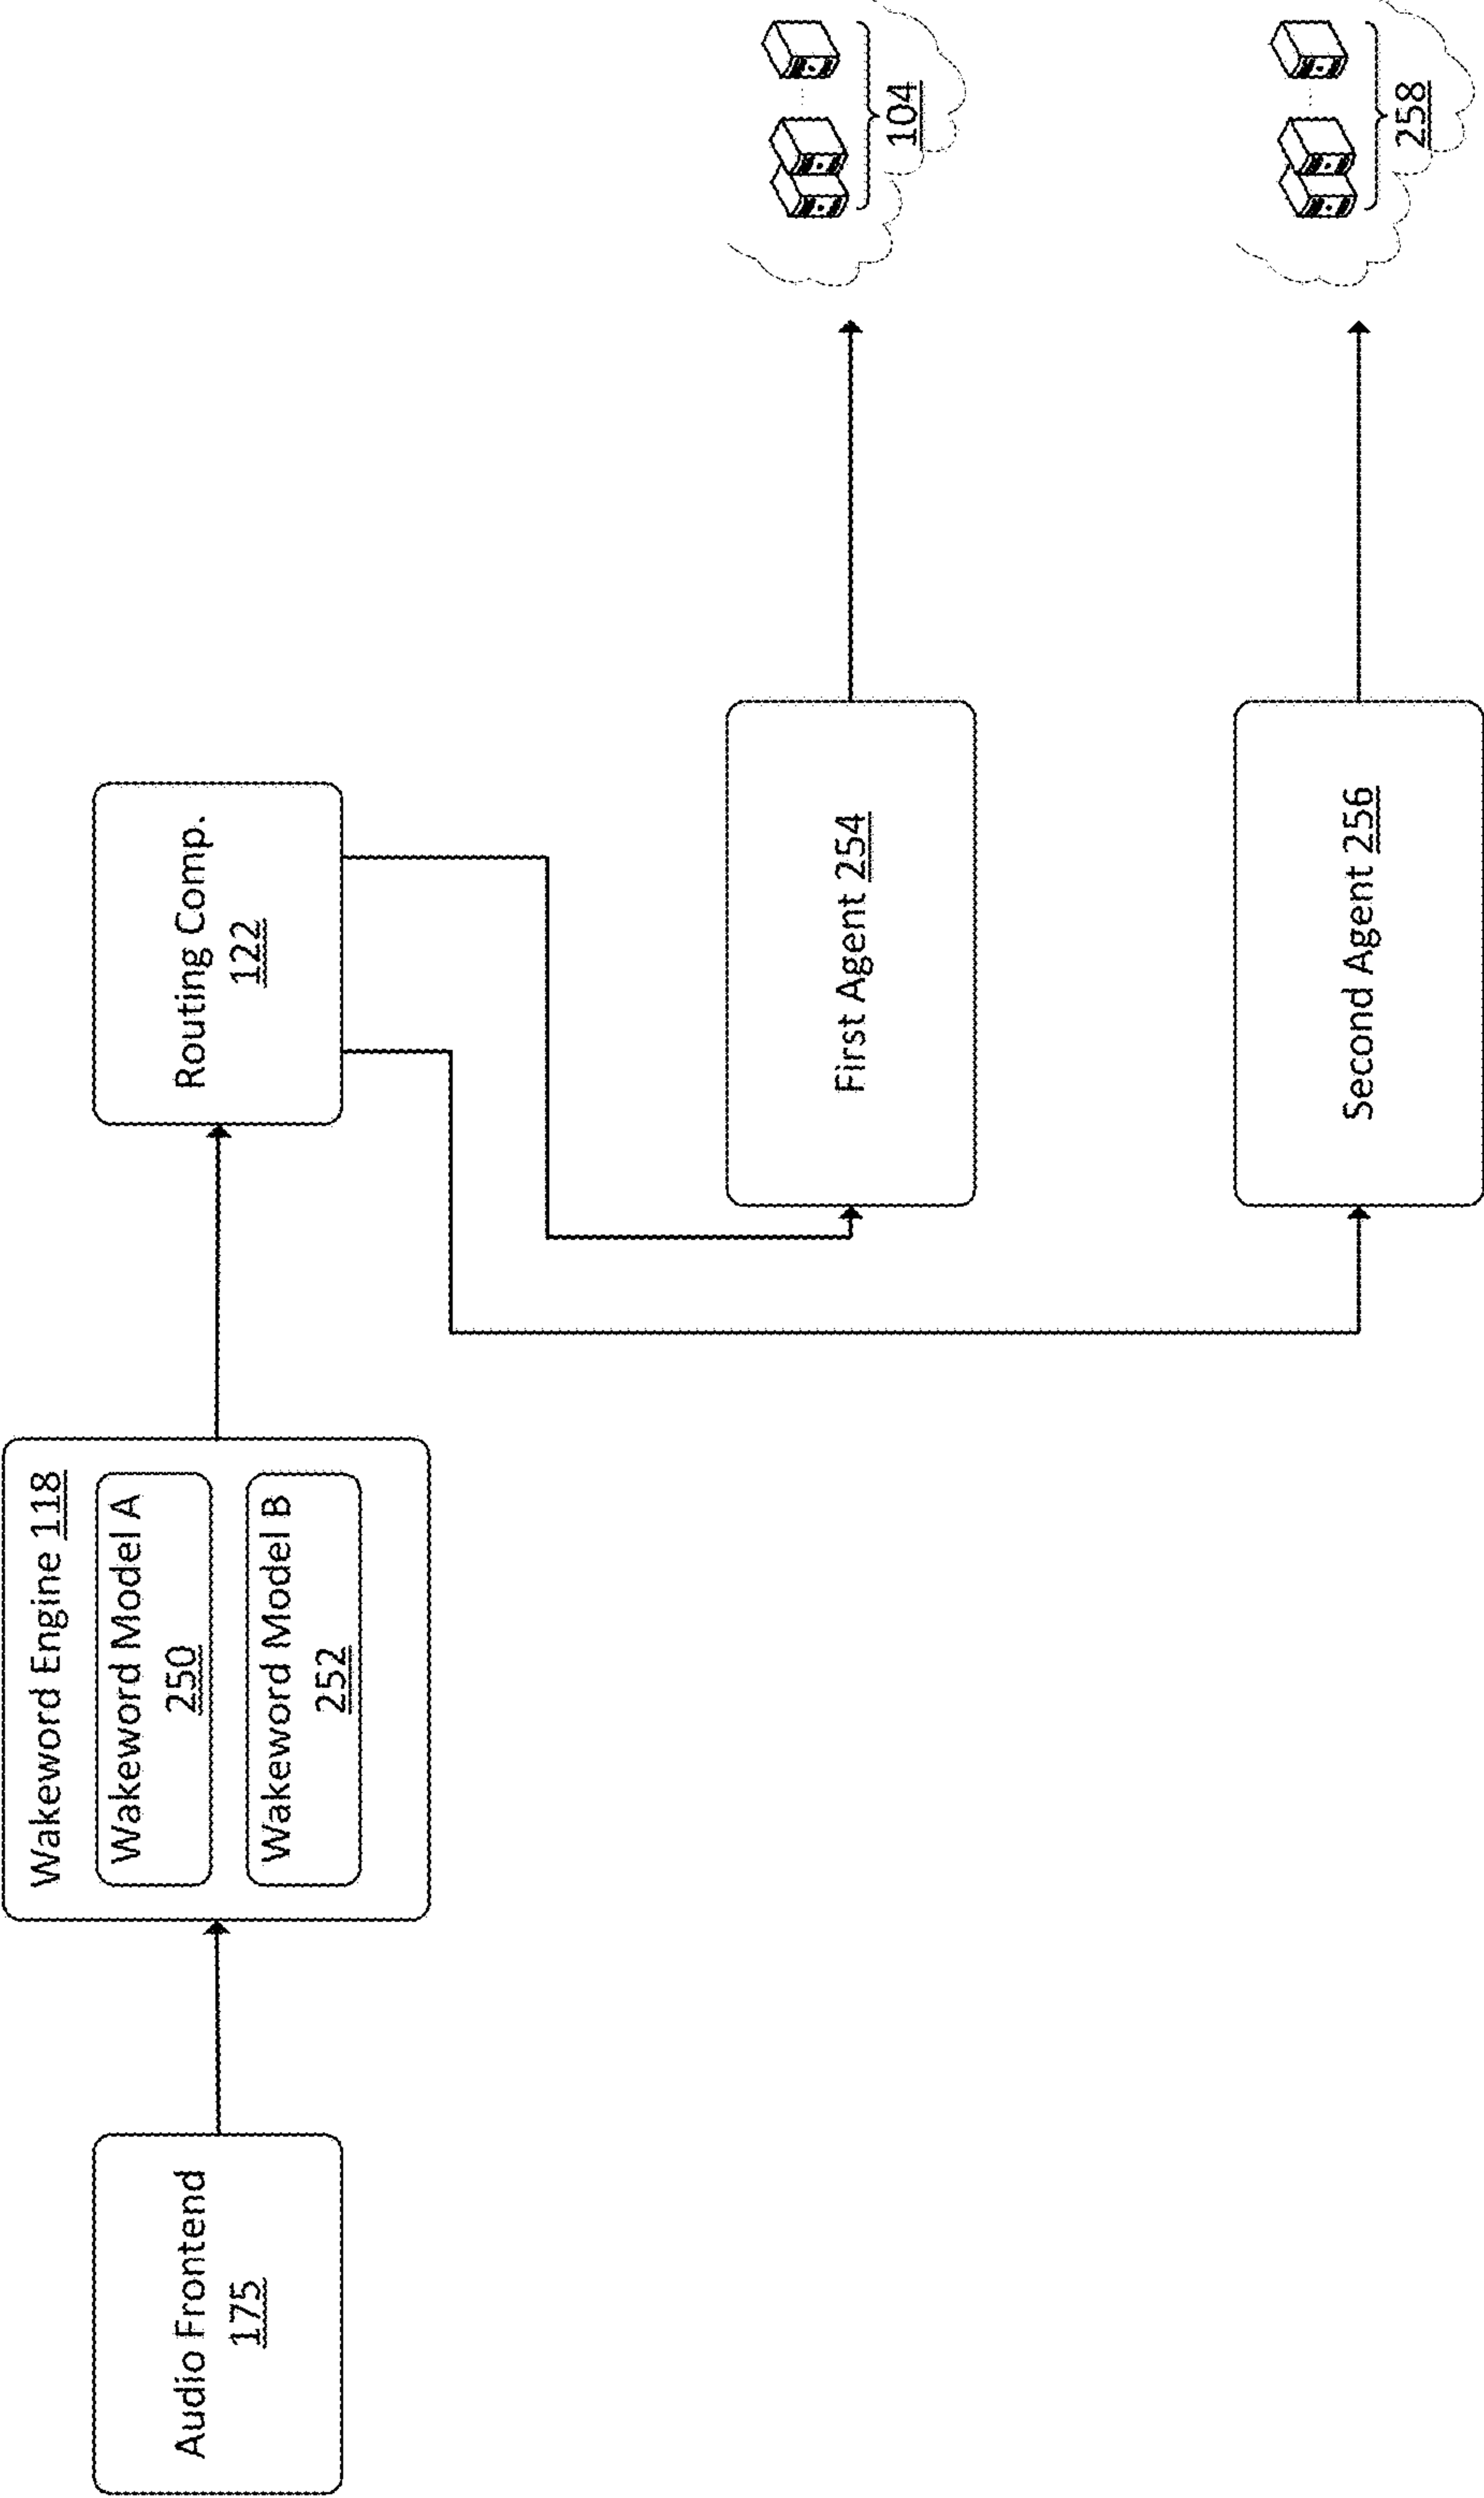 Audio Frontend
175
Wakeword Engine 118
Wakeword Model A
250
Wakeword Model B
252
Routing Comp.
122
First Agent 254
104
Second Agent 256
258